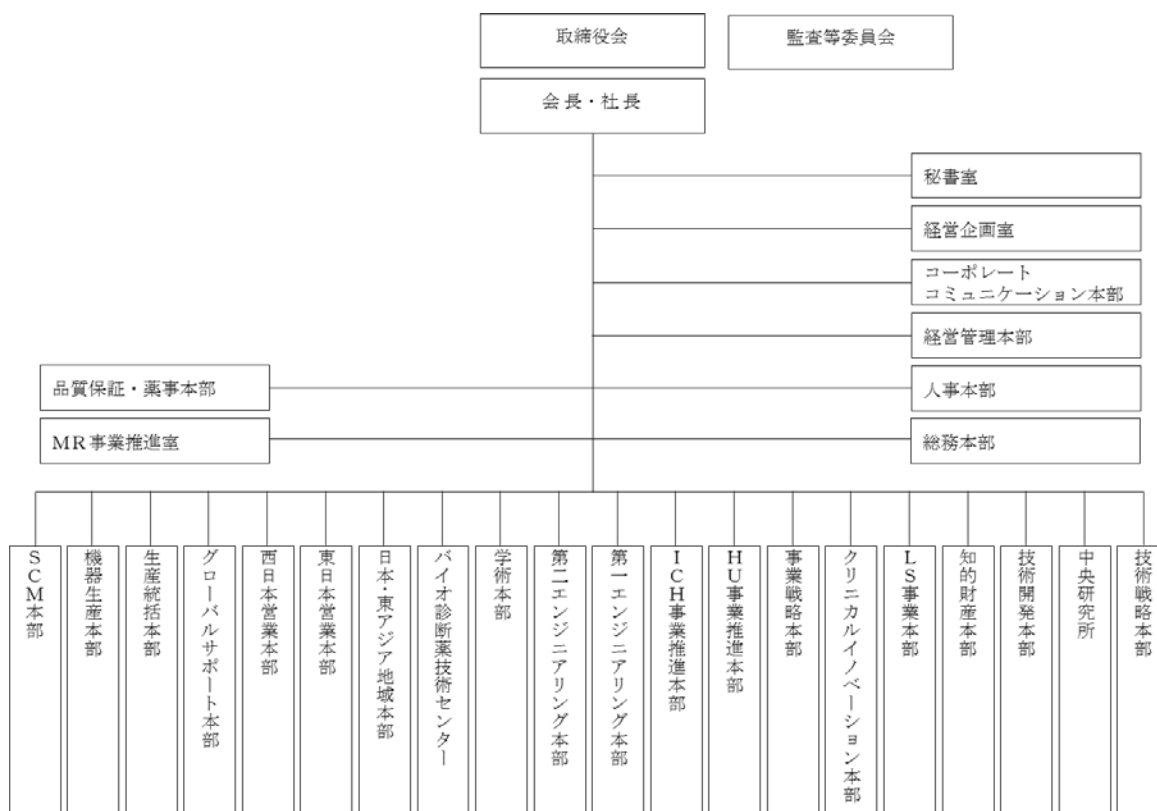 取締役会
監査等委員会
会長・社長
秘書室
経営企画室
コーポレート
コミュニケーション本部
経営管理本部
品質保証・薬事本部
人事本部
MR事業推進室
総務本部
SCM本部
機器生産本部
生産統括本部
グローバルサポート本部
西日本営業本部
東日本営業本部
日本・東アジア地域本部
バイオ診断薬技術センター
学術本部
第二エンジニアリング本部
第一エンジニアリング本部
ICH事業推進本部
HU事業推進本部
事業戦略本部
クリニカルイノベーション本部
LS事業本部
知的財産本部
技術開発本部
中央研究所
技術戦略本部